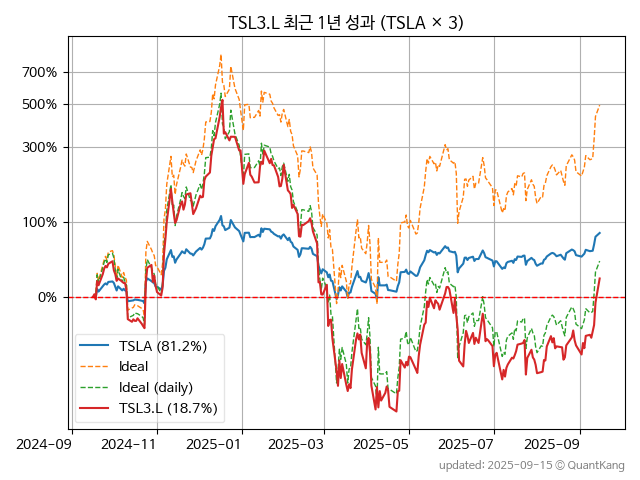 TSL3.L 최근 1년 성과 (TSLA × 3)
700%
500%
300%
100%
0%
TSLA (81.2%)
Ideal
Ideal (daily)
TSL3.L (18.7%)
2024-09 2024-11 2025-01 2025-03 2025-05 2025-07 2025-09
updated: 2025-09-15 ⓒ QuantKang